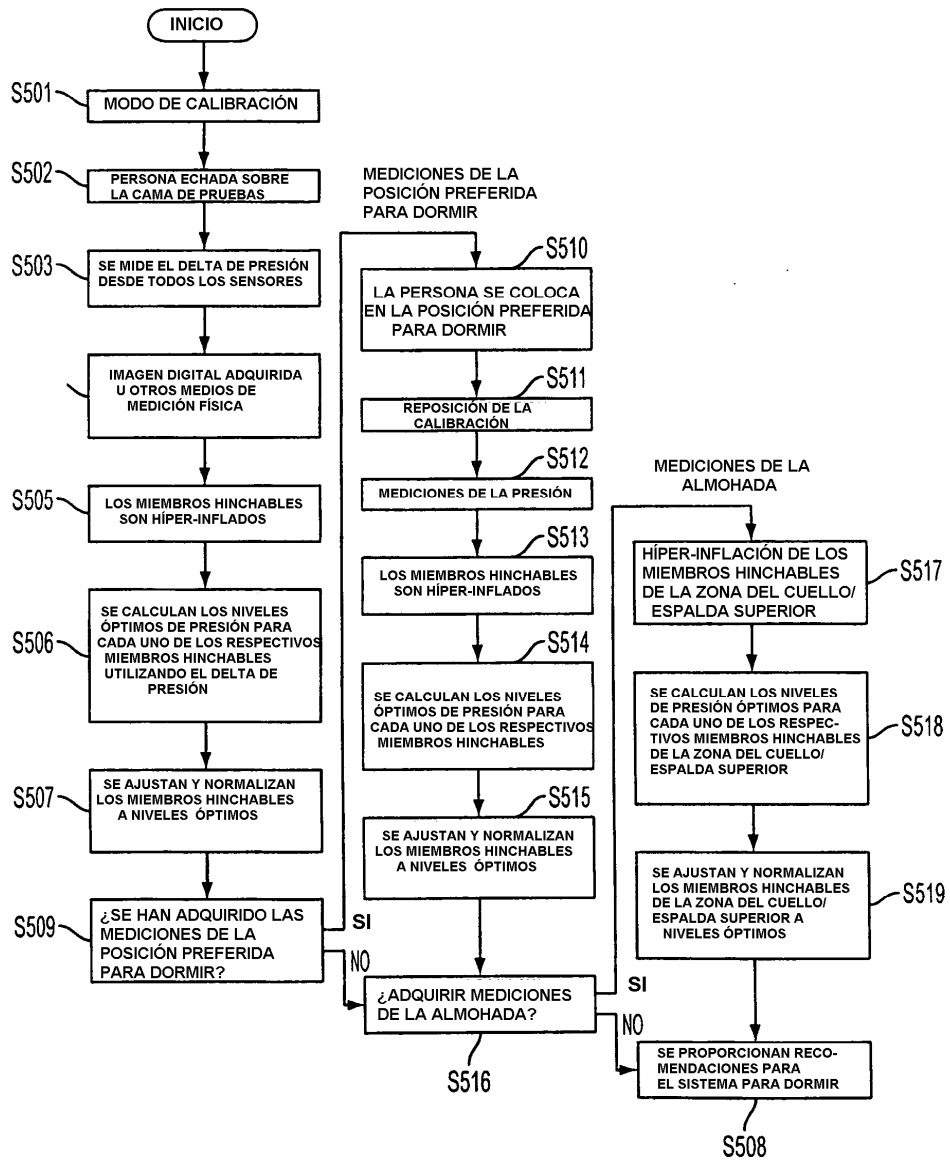 INICIO
S501
MODO DE CALIBRACIÓN
S502
PERSONA ECHADA SOBRE
LA CAMA DE PRUEBAS
S503
SE MIDE EL DELTA DE PRESIÓN
DESDE TODOS LOS SENSORES
IMAGEN DIGITAL ADQUIRIDA
U OTROS MEDIOS DE
MEDICIÓN FÍSICA
S505
LOS MIEMBROS HINCHABLES
SON HÍPER-INFLADOS
S506
SE CALCULAN LOS NIVELES
ÓPTIMOS DE PRESIÓN PARA
CADA UNO DE LOS RESPECTIVOS
MIEMBROS HINCHABLES
UTILIZANDO EL DELTA DE
PRESIÓN
S507
SE AJUSTAN Y NORMALIZAN
LOS MIEMBROS HINCHABLES
A NIVELES ÓPTIMOS
S509
¿SE HAN ADQUIRIDO LAS
MEDICIONES DE LA
POSICIÓN PREFERIDA
PARA DORMIR?
SI
NO
MEDICIONES DE LA
POSICIÓN PREFERIDA
PARA DORMIR
S510
LA PERSONA SE COLOCA
EN LA POSICIÓN PREFERIDA
PARA DORMIR
S511
REPOSICIÓN DE LA
CALIBRACIÓN
S512
MEDICIONES DE LA PRESIÓN
S513
LOS MIEMBROS HINCHABLES
SON HÍPER-INFLADOS
S514
SE CALCULAN LOS NIVELES
ÓPTIMOS DE PRESIÓN PARA
CADA UNO DE LOS RESPECTIVOS
MIEMBROS HINCHABLES
S515
SE AJUSTAN Y NORMALIZAN
LOS MIEMBROS HINCHABLES
A NIVELES ÓPTIMOS
¿ADQUIRIR MEDICIONES
DE LA ALMOHADA?
S516
SI
NO
MEDICIONES DE LA
ALMOHADA
HÍPER-INFLACIÓN DE LOS
MIEMBROS HINCHABLES
DE LA ZONA DEL CUELLO/
ESPALDA SUPERIOR
S517
SE CALCULAN LOS NIVELES
DE PRESIÓN ÓPTIMOS PARA
CADA UNO DE LOS RESPEC-
TIVOS MIEMBROS HINCHABLES
DE LA ZONA DEL CUELLO/
ESPALDA SUPERIOR
S518
SE AJUSTAN Y NORMALIZAN
LOS MIEMBROS HINCHABLES
DE LA ZONA DEL CUELLO/
ESPALDA SUPERIOR A
NIVELES ÓPTIMOS
S519
SE PROPORCIONAN RECO-
MENDACIONES PARA
EL SISTEMA PARA DORMIR
S508